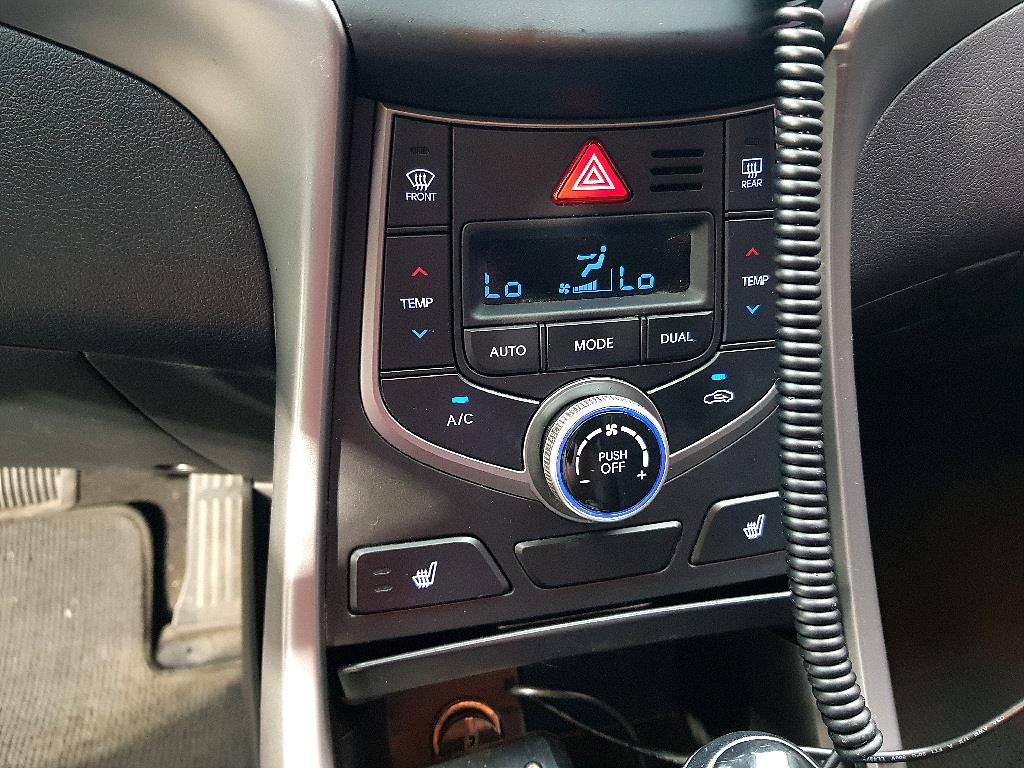 FRONT
REAR
TEMP
TEMP
Lo
Lo
AUTO
MODE
DUAL
A/C
PUSH
OFF
- +